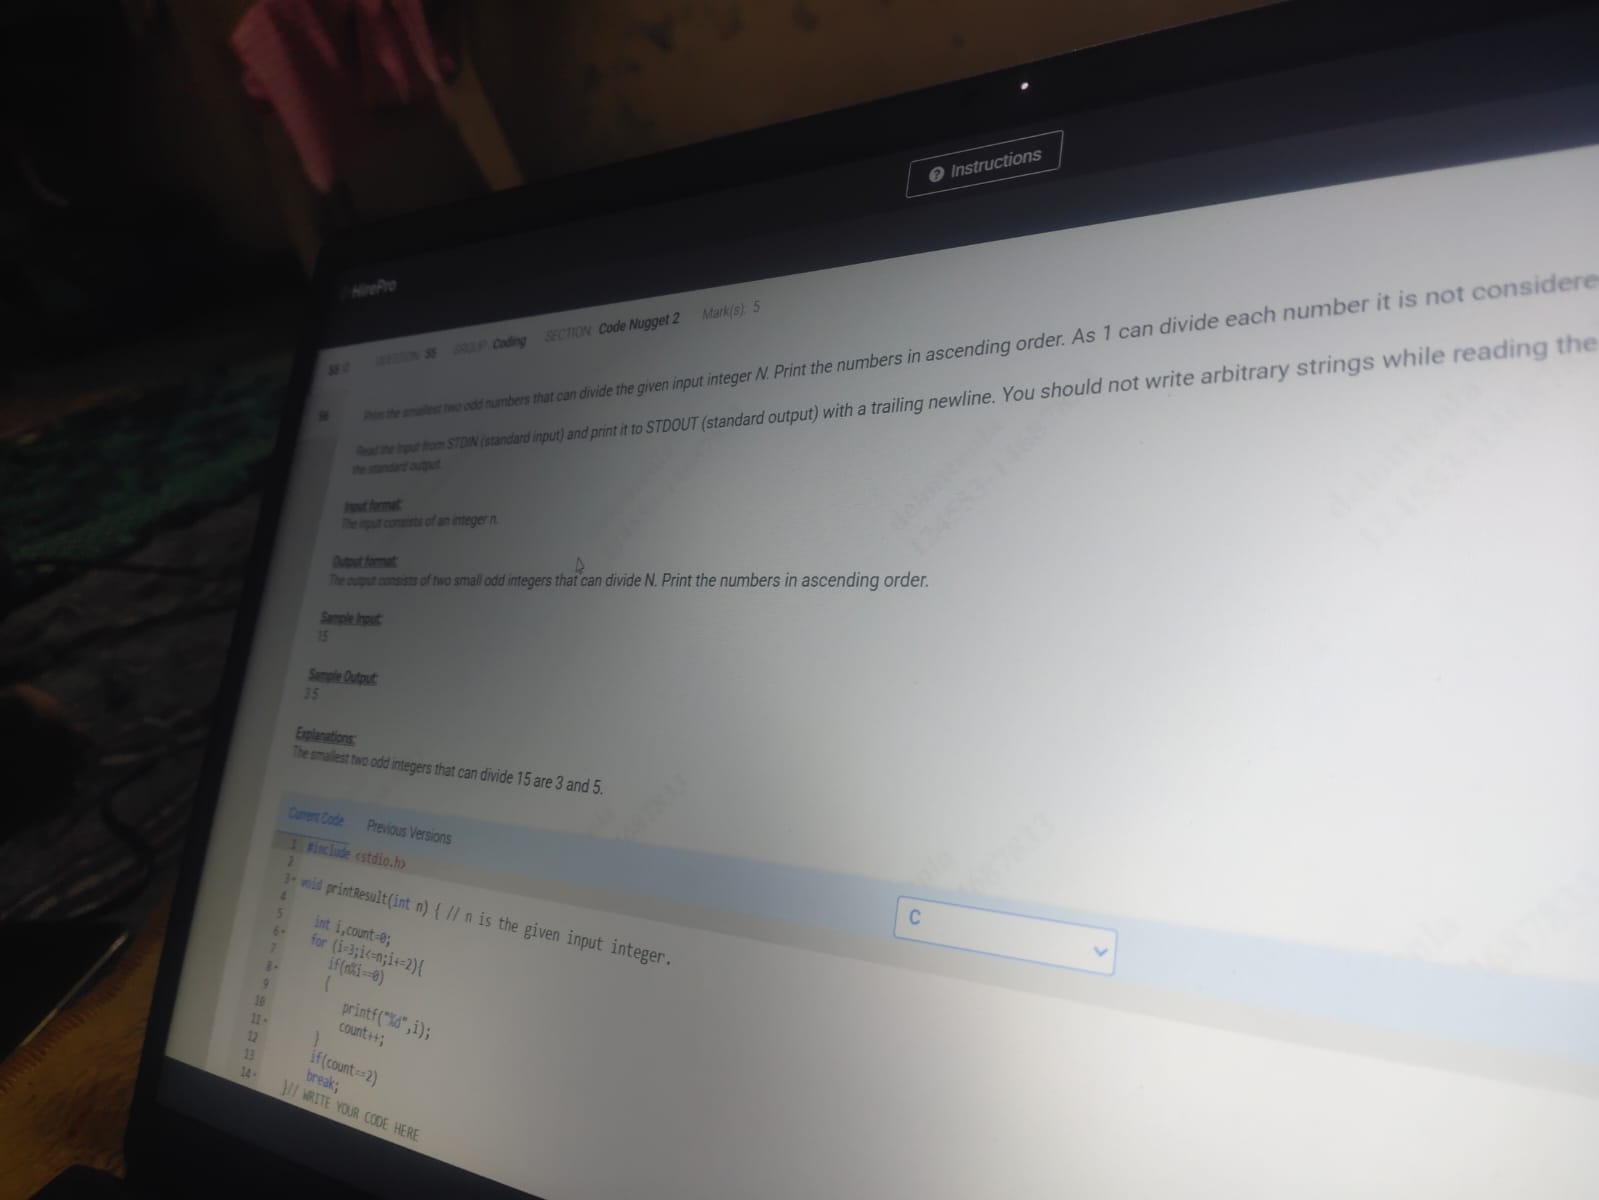 HirePro
Instructions
QUESTION: 55 GROUP: Coding SECTION: Code Nugget 2 Mark(s): 5
56
Print the smallest two odd numbers that can divide the given input integer N. Print the numbers in ascending order. As 1 can divide each number it is not considere
Read the Input from STDIN (standard input) and print it to STDOUT (standard output) with a trailing newline. You should not write arbitrary strings while reading the
the standard output.
Input format:
The input consists of an integer n.
Output format:
The output consists of two small odd integers that can divide N. Print the numbers in ascending order.
Sample Input:
15
Sample Output:
3 5
Explanations:
The smallest two odd integers that can divide 15 are 3 and 5.
Current Code Previous Versions
C
1 #include <stdio.h>
2
3 void printResult(int n) { // n is the given input integer.
4
5 int i,count=0;
6 for (i=3;i<=n;i+=2){
7 if(n%i==0)
8 {
9
10 printf("%d",i);
11 count++;
12 }
13 if(count==2)
14 break;
}// WRITE YOUR CODE HERE